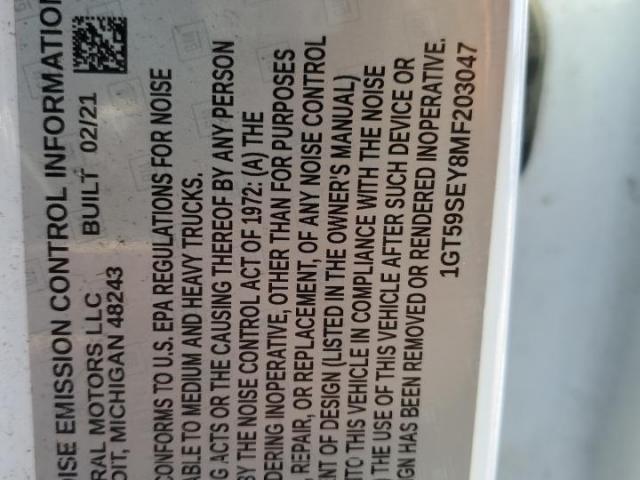 OISE EMISSION CONTROL INFORMATION
RAL MOTORS LLC
OIT, MICHIGAN 48243 BUILT 02/21
CONFORMS TO U.S. EPA REGULATIONS FOR NOISE
ABLE TO MEDIUM AND HEAVY TRUCKS.
G ACTS OR THE CAUSING THEREOF BY ANY PERSON
BY THE NOISE CONTROL ACT OF 1972: (A) THE
DERING INOPERATIVE, OTHER THAN FOR PURPOSES
, REPAIR, OR REPLACEMENT, OF ANY NOISE CONTROL
NT OF DESIGN (LISTED IN THE OWNER'S MANUAL)
NTO THIS VEHICLE IN COMPLIANCE WITH THE NOISE
) THE USE OF THIS VEHICLE AFTER SUCH DEVICE OR
IGN HAS BEEN REMOVED OR RENDERED INOPERATIVE.
1GT59SEY8MF203047